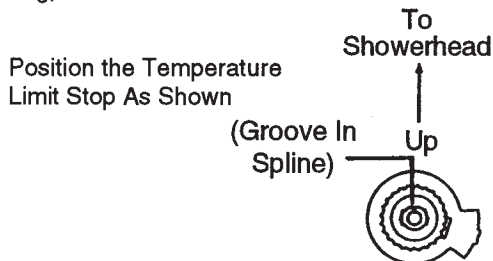 To
Showerhead
Position the Temperature
Limit Stop As Shown
(Groove In
Spline)
Up